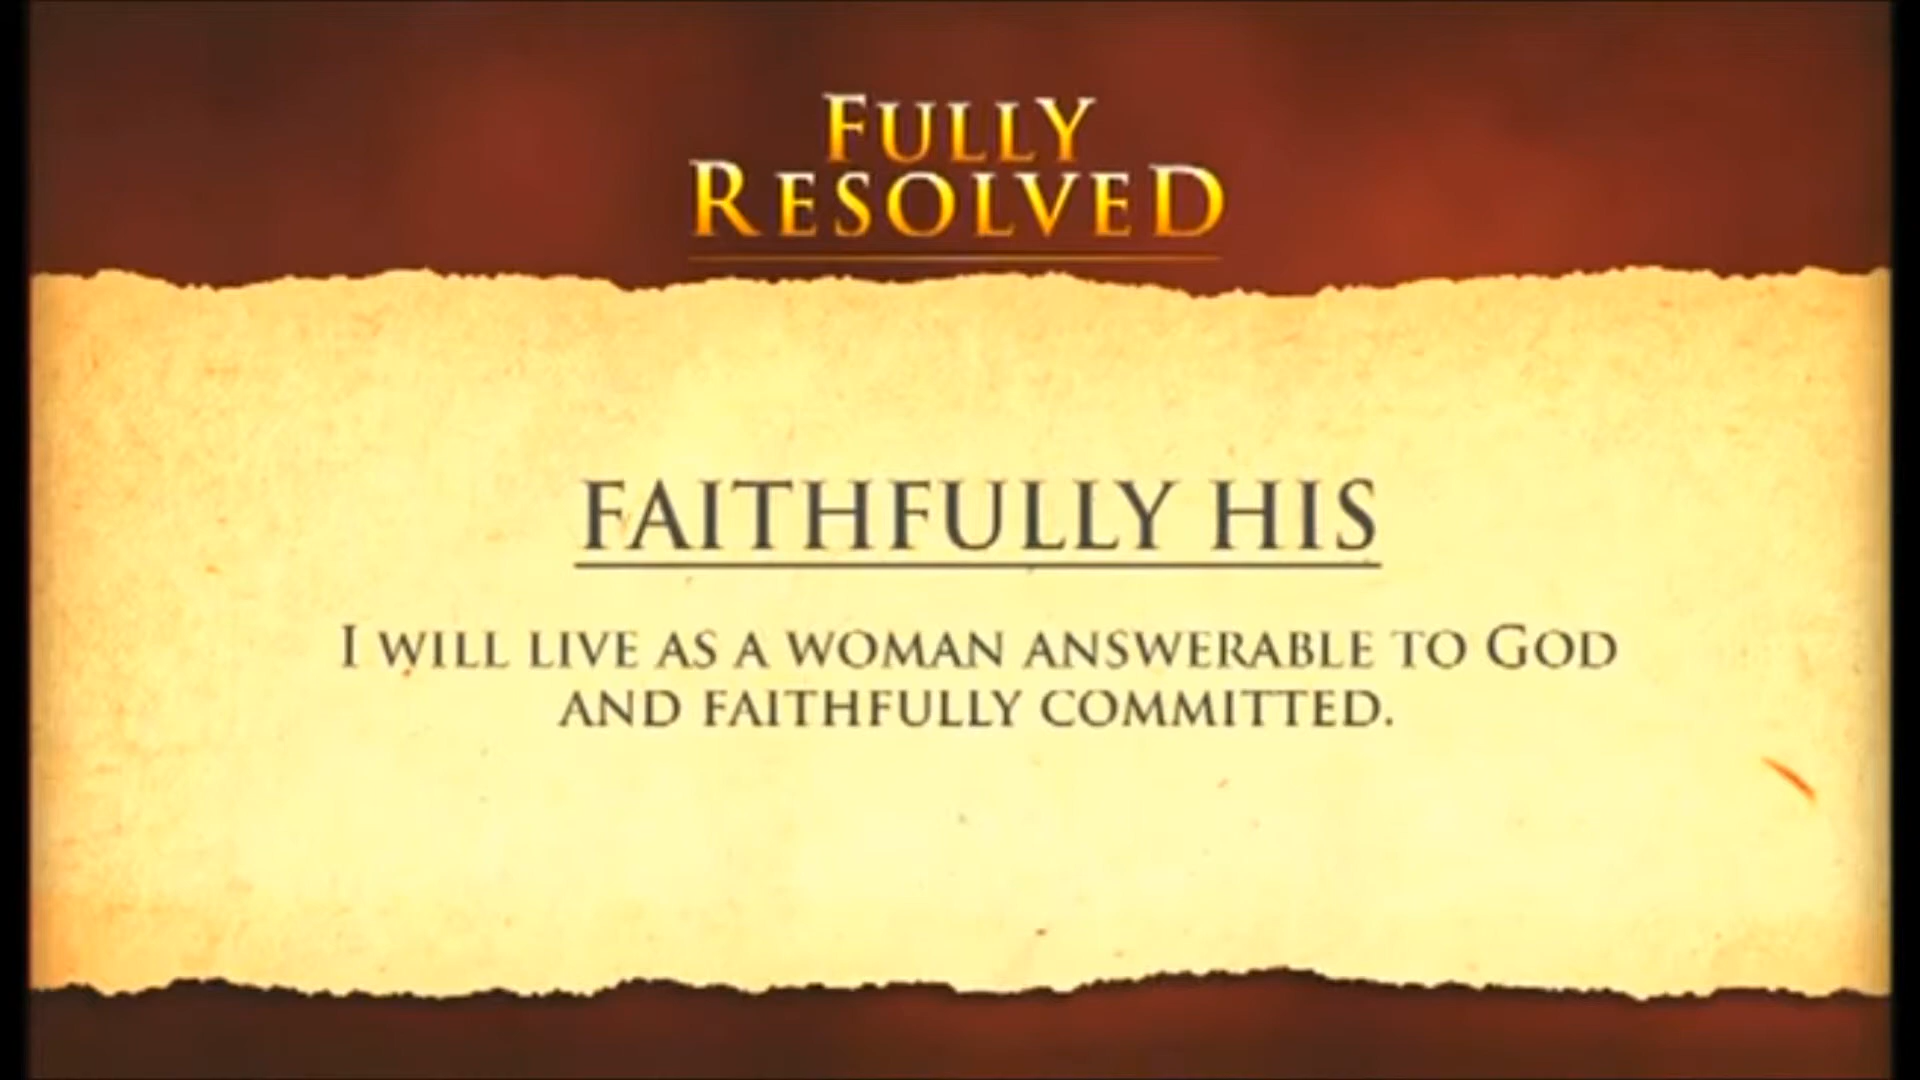 FULLY
RESOLVED
FAITHFULLY HIS
I WILL LIVE AS A WOMAN ANSWERABLE TO GOD
AND FAITHFULLY COMMITTED.